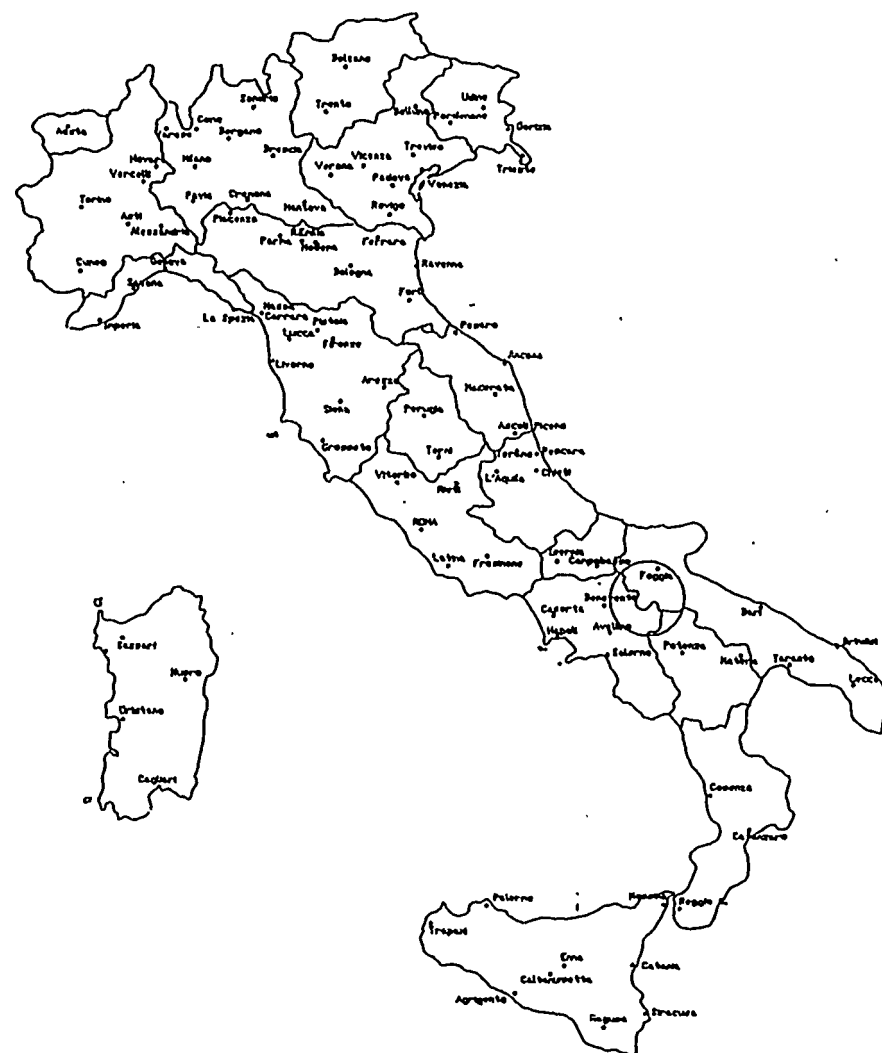 Bolzano
Sondrio
Trento
Udine
Belluno
Pordenone
Gorizia
Aosta
Varese
Como
Bergamo
Brescia
Treviso
Trieste
Novara
Milano
Verona
Vicenza
Vercelli
Padova
Venezia
Torino
Pavia
Cremona
Mantova
Rovigo
Asti
Alessandria
Piacenza
Parma
R.Emilia
Modena
Ferrara
Cuneo
Genova
Bologna
Ravenna
Savona
Forlì
Imperia
La Spezia
Massa
Carrara
Pistoia
Lucca
Firenze
Pesaro
Livorno
Ancona
Arezzo
Macerata
Siena
Perugia
Grosseto
Ascoli Piceno
Terni
Teramo
Pescara
Viterbo
Rieti
L'Aquila
Chieti
ROMA
Latina
Frosinone
Isernia
Campobasso
Foggia
Caserta
Benevento
Bari
Napoli
Avellino
Salerno
Potenza
Matera
Taranto
Brindisi
Lecce
Sassari
Nuoro
Oristano
Cagliari
Cosenza
Catanzaro
Palermo
Messina
Reggio C.
Trapani
Enna
Catania
Caltanissetta
Agrigento
Siracusa
Ragusa